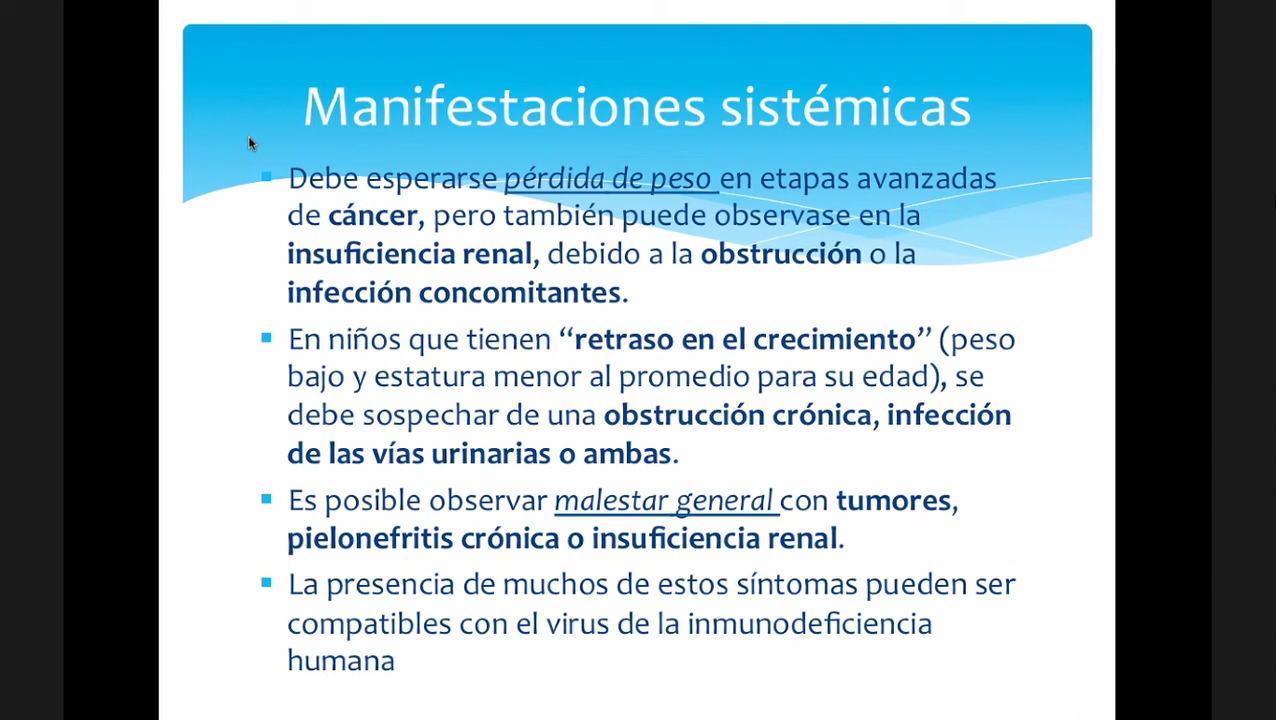 Manifestaciones sistémicas
Debe esperarse pérdida de peso en etapas avanzadas
de cáncer, pero también puede observase en la
insuficiencia renal, debido a la obstrucción o la
infección concomitantes.
En niños que tienen “retraso en el crecimiento” (peso
bajo y estatura menor al promedio para su edad), se
debe sospechar de una obstrucción crónica, infección
de las vías urinarias o ambas.
Es posible observar malestar general con tumores,
pielonefritis crónica o insuficiencia renal.
La presencia de muchos de estos síntomas pueden ser
compatibles con el virus de la inmunodeficiencia
humana